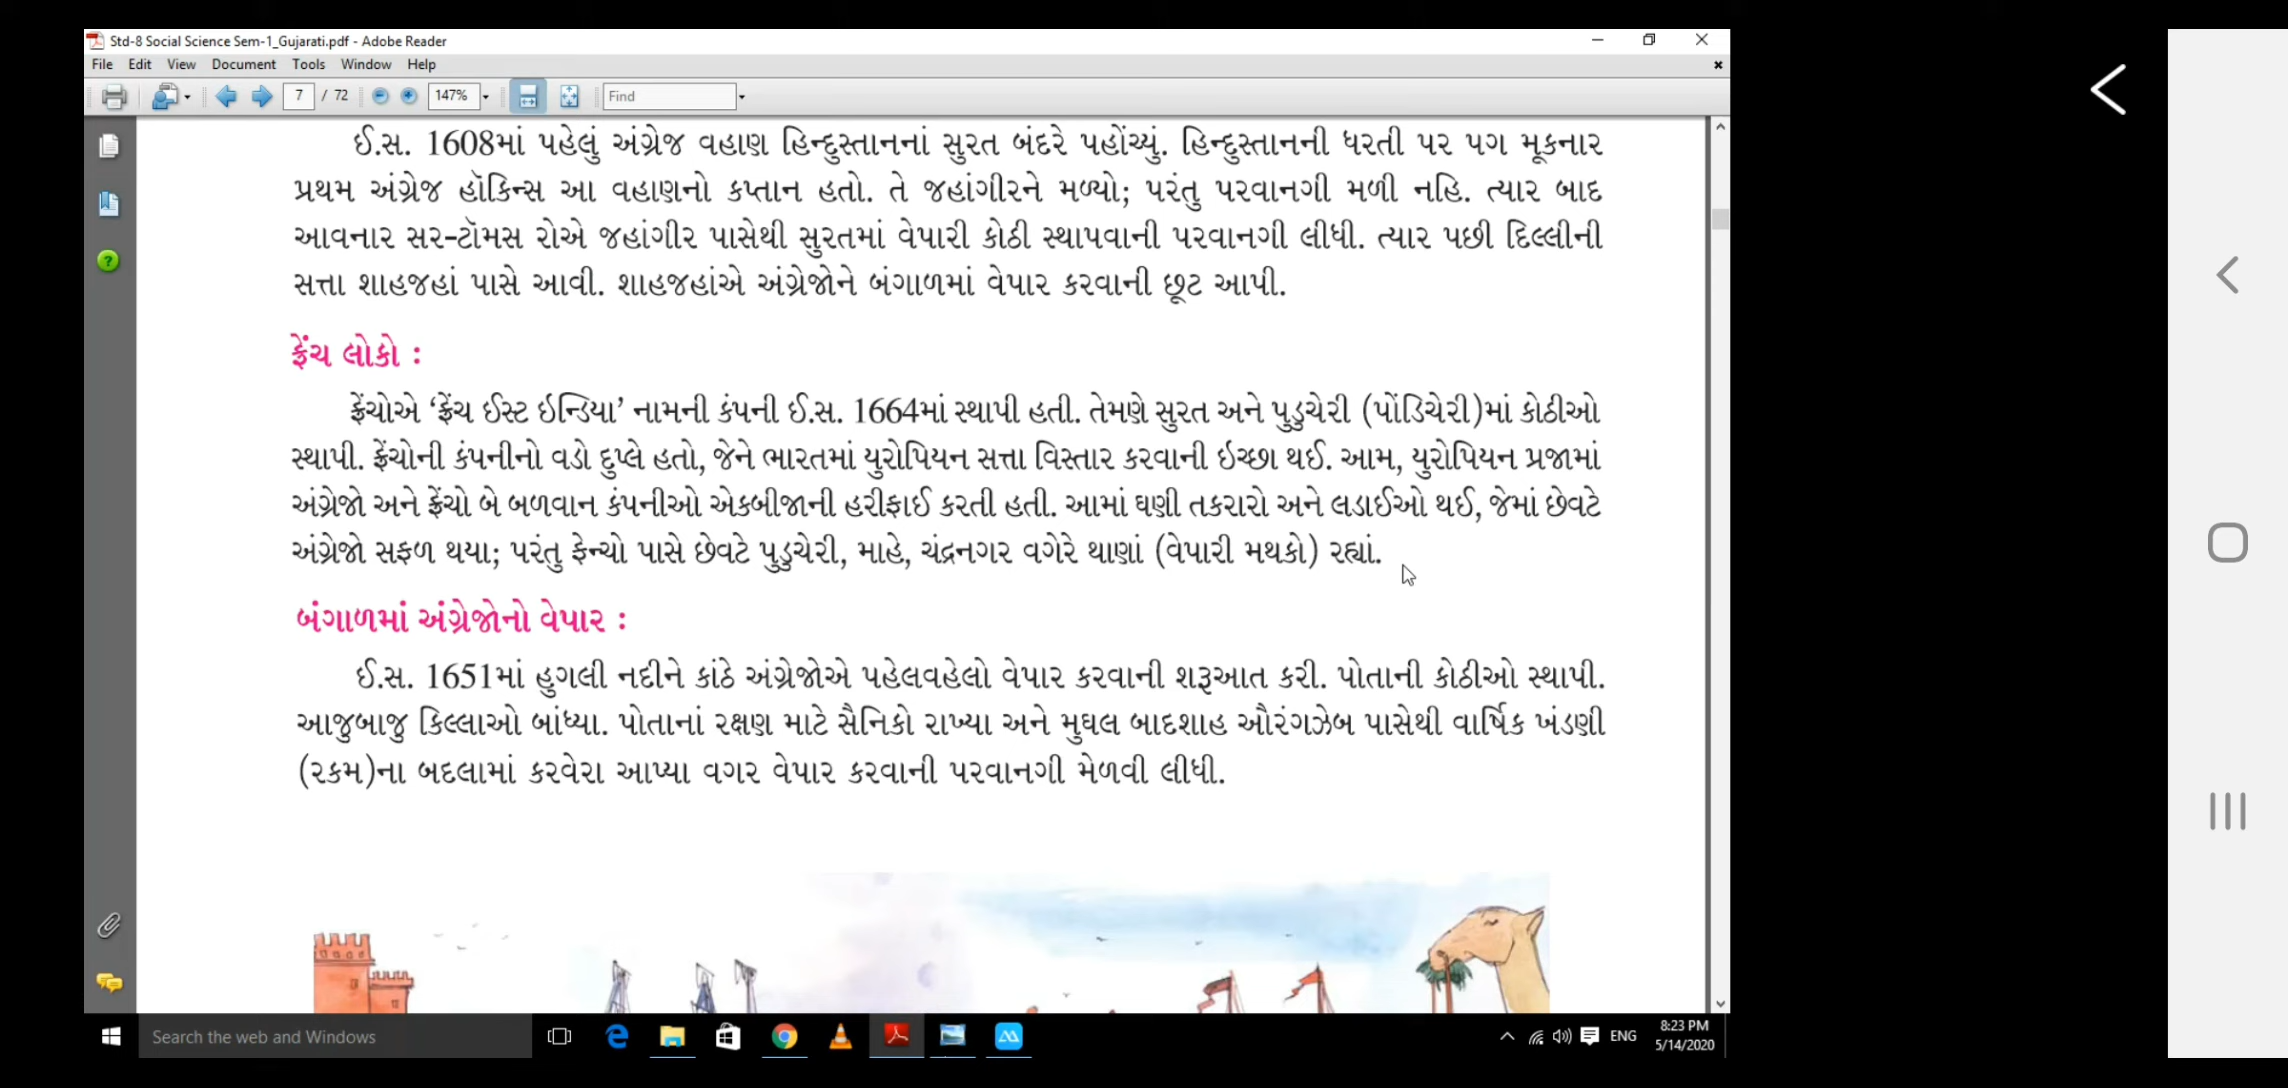 Std-8 Social Science Sem-1_Gujarati.pdf - Adobe Reader
File Edit View Document Tools Window Help
7 / 72 147% Find
ઈ.સ. 1608માં પહેલું અંગ્રેજ વહાણ હિન્દુસ્તાનનાં સુરત બંદરે પહોંચ્યું. હિન્દુસ્તાનની ધરતી પર પગ મૂકનાર
પ્રથમ અંગ્રેજ હૉકિન્સ આ વહાણનો કપ્તાન હતો. તે જહાંગીરને મળ્યો; પરંતુ પરવાનગી મળી નહિ. ત્યાર બાદ
આવનાર સર-ટૉમસ રોએ જહાંગીર પાસેથી સુરતમાં વેપારી કોઠી સ્થાપવાની પરવાનગી લીધી. ત્યાર પછી દિલ્લીની
સત્તા શાહજહાં પાસે આવી. શાહજહાંએ અંગ્રેજોને બંગાળમાં વેપાર કરવાની છૂટ આપી.
ફ્રેંચ લોકો :
ફ્રેંચોએ ‘ફ્રેંચ ઈસ્ટ ઇન્ડિયા’ નામની કંપની ઈ.સ. 1664માં સ્થાપી હતી. તેમણે સુરત અને પુડુચેરી (પોંડિચેરી)માં કોઠીઓ
સ્થાપી. ફ્રેંચોની કંપનીનો વડો દુપ્લે હતો, જેને ભારતમાં યુરોપિયન સત્તા વિસ્તાર કરવાની ઇચ્છા થઈ. આમ, યુરોપિયન પ્રજામાં
અંગ્રેજો અને ફ્રેંચો બે બળવાન કંપનીઓ એકબીજાની હરીફાઈ કરતી હતી. આમાં ઘણી તકરારો અને લડાઈઓ થઈ, જેમાં છેવટે
અંગ્રેજો સફળ થયા; પરંતુ ફેન્ચો પાસે છેવટે પુડુચેરી, માહે, ચંદ્રનગર વગેરે થાણાં (વેપારી મથકો) રહ્યાં.
બંગાળમાં અંગ્રેજોનો વેપાર :
ઈ.સ. 1651માં હુગલી નદીને કાંઠે અંગ્રેજોએ પહેલવહેલો વેપાર કરવાની શરૂઆત કરી. પોતાની કોઠીઓ સ્થાપી.
આજુબાજુ કિલ્લાઓ બાંધ્યા. પોતાનાં રક્ષણ માટે સૈનિકો રાખ્યા અને મુઘલ બાદશાહ ઔરંગઝેબ પાસેથી વાર્ષિક ખંડણી
(રકમ)ના બદલામાં કરવેરા આપ્યા વગર વેપાર કરવાની પરવાનગી મેળવી લીધી.
Search the web and Windows
ENG
8:23 PM
5/14/2020